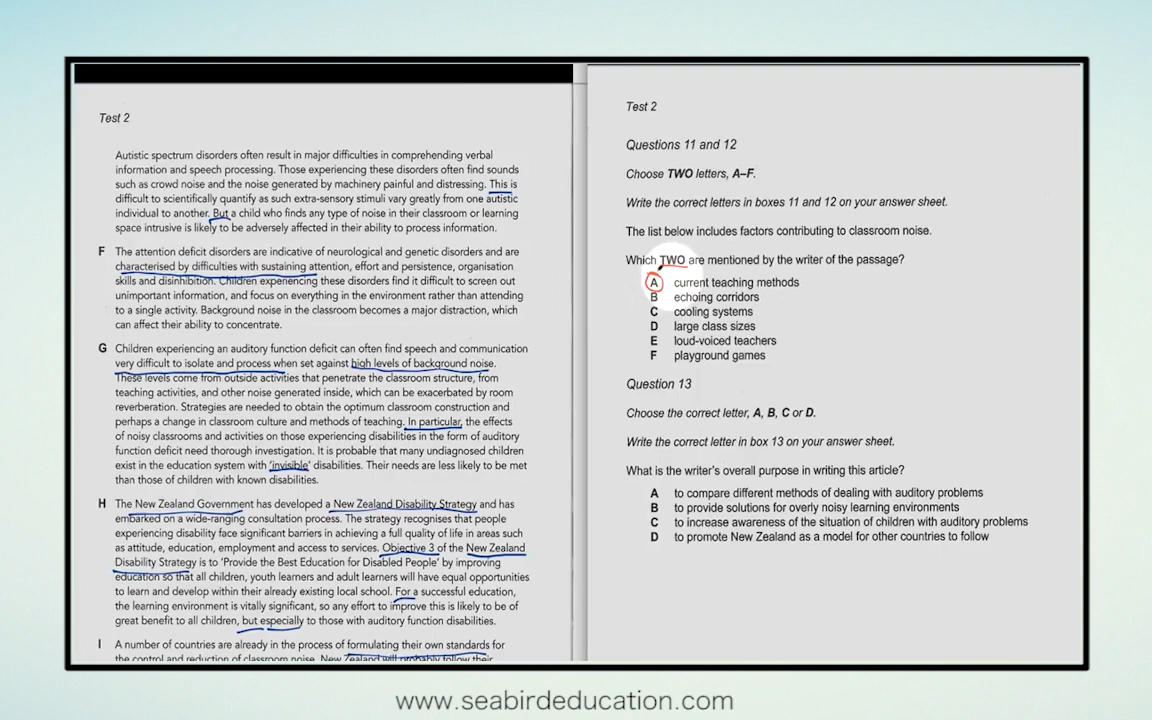 Test 2
Autistic spectrum disorders often result in major difficulties in comprehending verbal
information and speech processing. Those experiencing these disorders often find sounds
such as crowd noise and the noise generated by machinery painful and distressing. This is
difficult to scientifically quantify as such extra-sensory stimuli vary greatly from one autistic
individual to another. But a child who finds any type of noise in their classroom or learning
space intrusive is likely to be adversely affected in their ability to process information.
F The attention deficit disorders are indicative of neurological and genetic disorders and are
characterised by difficulties with sustaining attention, effort and persistence, organisation
skills and disinhibition. Children experiencing these disorders find it difficult to screen out
unimportant information, and focus on everything in the environment rather than attending
to a single activity. Background noise in the classroom becomes a major distraction, which
can affect their ability to concentrate.
G Children experiencing an auditory function deficit can often find speech and communication
very difficult to isolate and process when set against high levels of background noise.
These levels come from outside activities that penetrate the classroom structure, from
teaching activities, and other noise generated inside, which can be exacerbated by room
reverberation. Strategies are needed to obtain the optimum classroom construction and
perhaps a change in classroom culture and methods of teaching. In particular, the effects
of noisy classrooms and activities on those experiencing disabilities in the form of auditory
function deficit need thorough investigation. It is probable that many undiagnosed children
exist in the education system with 'invisible' disabilities. Their needs are less likely to be met
than those of children with known disabilities.
H The New Zealand Government has developed a New Zealand Disability Strategy and has
embarked on a wide-ranging consultation process. The strategy recognises that people
experiencing disability face significant barriers in achieving a full quality of life in areas such
as attitude, education, employment and access to services. Objective 3 of the New Zealand
Disability Strategy is to 'Provide the Best Education for Disabled People' by improving
education so that all children, youth learners and adult learners will have equal opportunities
to learn and develop within their already existing local school. For a successful education,
the learning environment is vitally significant, so any effort to improve this is likely to be of
great benefit to all children, but especially to those with auditory function disabilities.
I A number of countries are already in the process of formulating their own standards for
the control and reduction of classroom noise. New Zealand will probably follow their
Test 2
Questions 11 and 12
Choose TWO letters, A–F.
Write the correct letters in boxes 11 and 12 on your answer sheet.
The list below includes factors contributing to classroom noise.
Which TWO are mentioned by the writer of the passage?
A current teaching methods
B echoing corridors
C cooling systems
D large class sizes
E loud-voiced teachers
F playground games
Question 13
Choose the correct letter, A, B, C or D.
Write the correct letter in box 13 on your answer sheet.
What is the writer's overall purpose in writing this article?
A to compare different methods of dealing with auditory problems
B to provide solutions for overly noisy learning environments
C to increase awareness of the situation of children with auditory problems
D to promote New Zealand as a model for other countries to follow
www.seabirdeducation.com